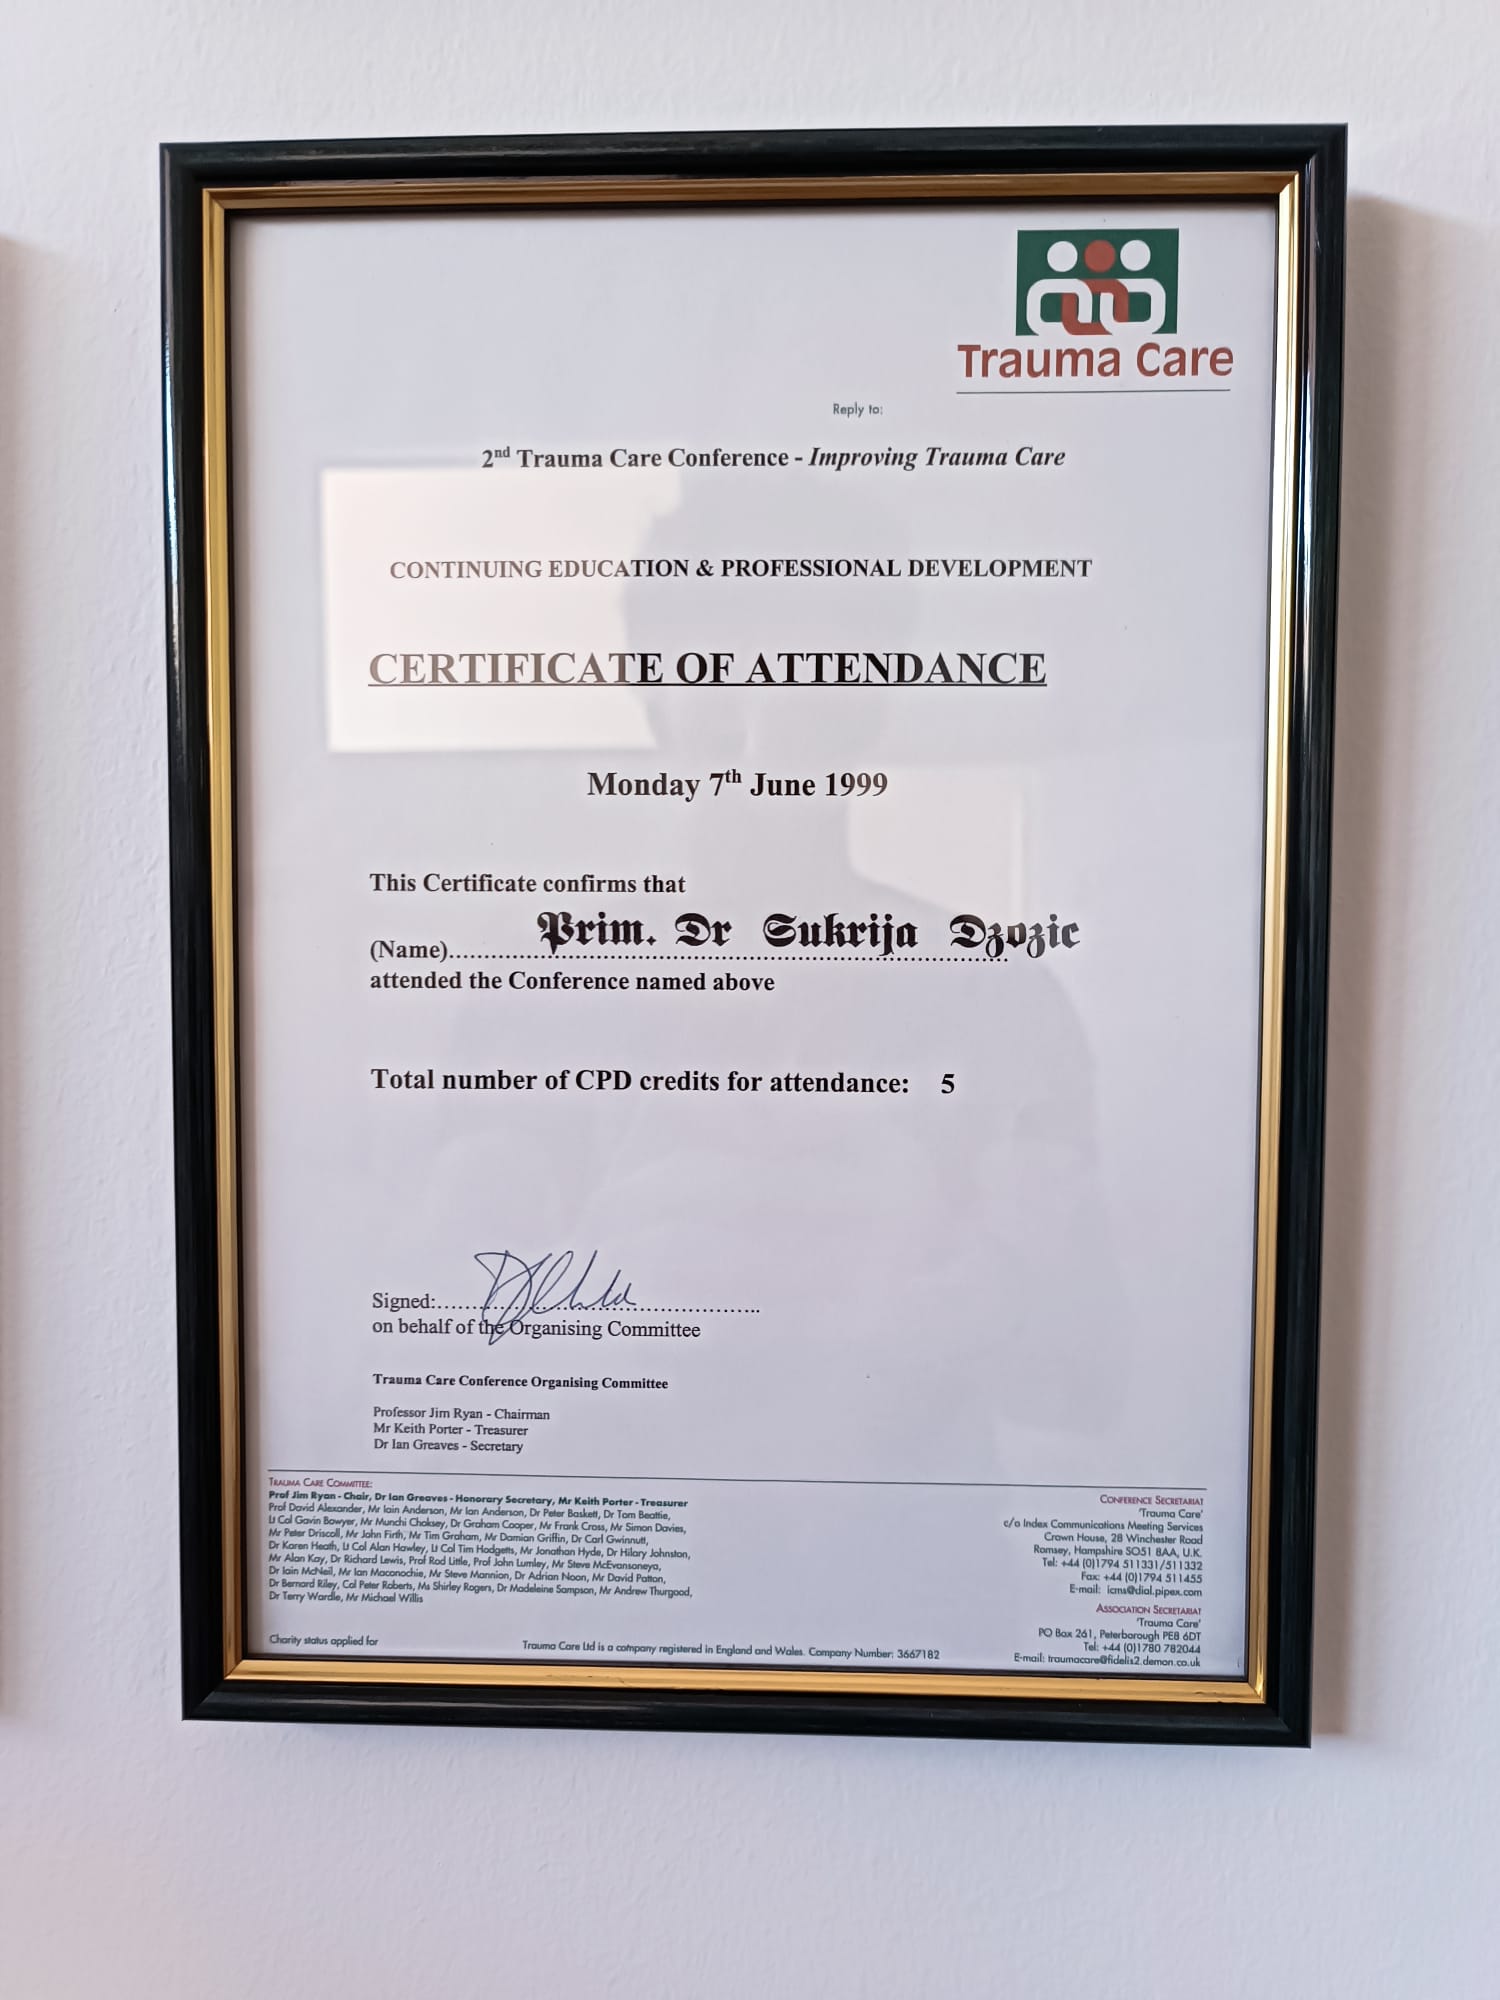 Trauma Care
Reply to:
2nd Trauma Care Conference - Improving Trauma Care
CONTINUING EDUCATION & PROFESSIONAL DEVELOPMENT
CERTIFICATE OF ATTENDANCE
Monday 7th June 1999
This Certificate confirms that
(Name)..........Prim. Dr Sukrija Dzozic
attended the Conference named above
Total number of CPD credits for attendance: 5
Signed:..........
on behalf of the Organising Committee
Trauma Care Conference Organising Committee
Professor Jim Ryan - Chairman
Mr Keith Porter - Treasurer
Dr Ian Greaves - Secretary
TRAUMA CARE COMMITTEE:
Prof Jim Ryan - Chair, Dr Ian Greaves - Honorary Secretary, Mr Keith Porter - Treasurer
Prof David Alexander, Mr Iain Anderson, Mr Ian Anderson, Dr Peter Baskett, Dr Tom Beattie,
Lt Col Gavin Bowyer, Mr Munchi Choksey, Dr Graham Cooper, Mr Frank Cross, Mr Simon Davies,
Mr Peter Driscoll, Mr John Firth, Mr Tim Graham, Mr Damian Griffin, Dr Carl Gwinnutt,
Dr Karen Heath, Lt Col Alan Hawley, Lt Col Tim Hodgetts, Mr Jonathan Hyde, Dr Hilary Johnston,
Mr Alan Kay, Dr Richard Lewis, Prof Rod Little, Prof John Lumley, Mr Steve McEvansoneya,
Dr Iain McNeil, Mr Ian Maconochie, Mr Steve Mannion, Dr Adrian Noon, Mr David Patton,
Dr Bernard Riley, Col Peter Roberts, Ms Shirley Rogers, Dr Madeleine Sampson, Mr Andrew Thurgood,
Dr Terry Wardle, Mr Michael Willis
CONFERENCE SECRETARIAT
'Trauma Care'
c/o Index Communications Meeting Services
Crown House, 28 Winchester Road
Romsey, Hampshire SO51 8AA, U.K.
Tel: +44 (0)1794 511331/511332
Fax: +44 (0)1794 511455
E-mail: icms@dial.pipex.com
ASSOCIATION SECRETARIAT
'Trauma Care'
PO Box 261, Peterborough PE8 6DT
Tel: +44 (0)1780 782044
E-mail: traumacare@fidelis2.demon.co.uk
Charity status applied for
Trauma Care Ltd is a company registered in England and Wales. Company Number: 3667182